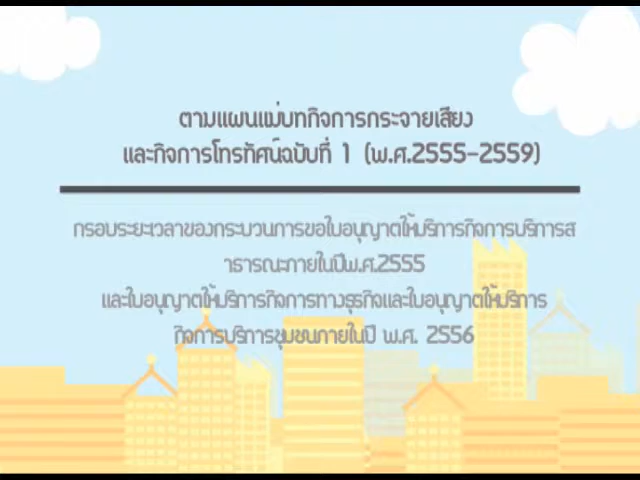 ตามแผนแม่บทกิจการกระจายเสียง
และกิจการโทรทัศน์ฉบับที่ 1 (พ.ศ.2555-2559)
กรอบระยะเวลาของกระบวนการขอใบอนุญาตให้บริการกิจการบริการส
าธารณะภายในปีพ.ศ.2555
และใบอนุญาตให้บริการกิจการทางธุรกิจและใบอนุญาตให้บริการ
กิจการบริการชุมชนภายในปี พ.ศ. 2556